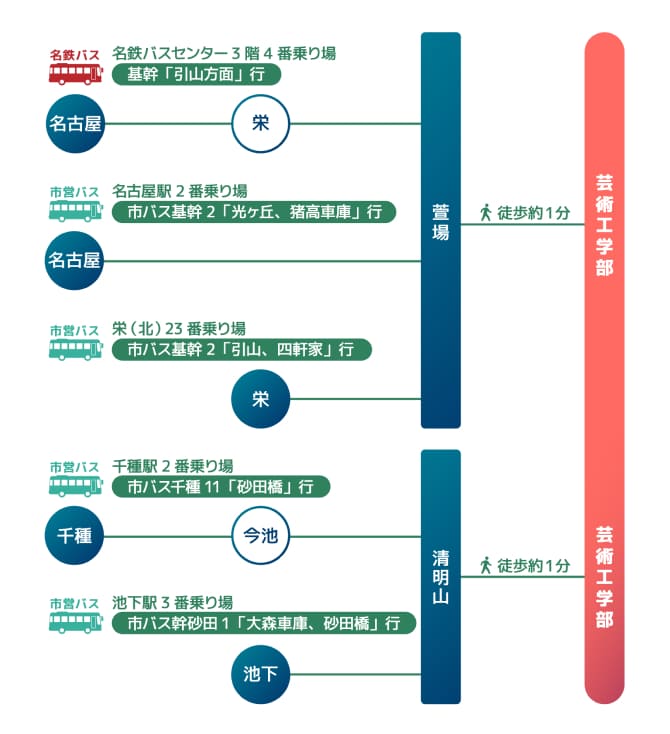 名鉄バス
名鉄バスセンター3階4番乗り場
基幹「引山方面」行
名古屋
栄
市営バス
名古屋駅2番乗り場
市バス基幹2「光ヶ丘、猪高車庫」行
名古屋
市営バス
栄(北)23番乗り場
市バス基幹2「引山、四軒家」行
栄
萱場
徒歩約1分
芸術工学部
市営バス
千種駅2番乗り場
市バス千種11「砂田橋」行
千種
今池
市営バス
池下駅3番乗り場
市バス幹砂田1「大森車庫、砂田橋」行
池下
清明山
徒歩約1分
芸術工学部